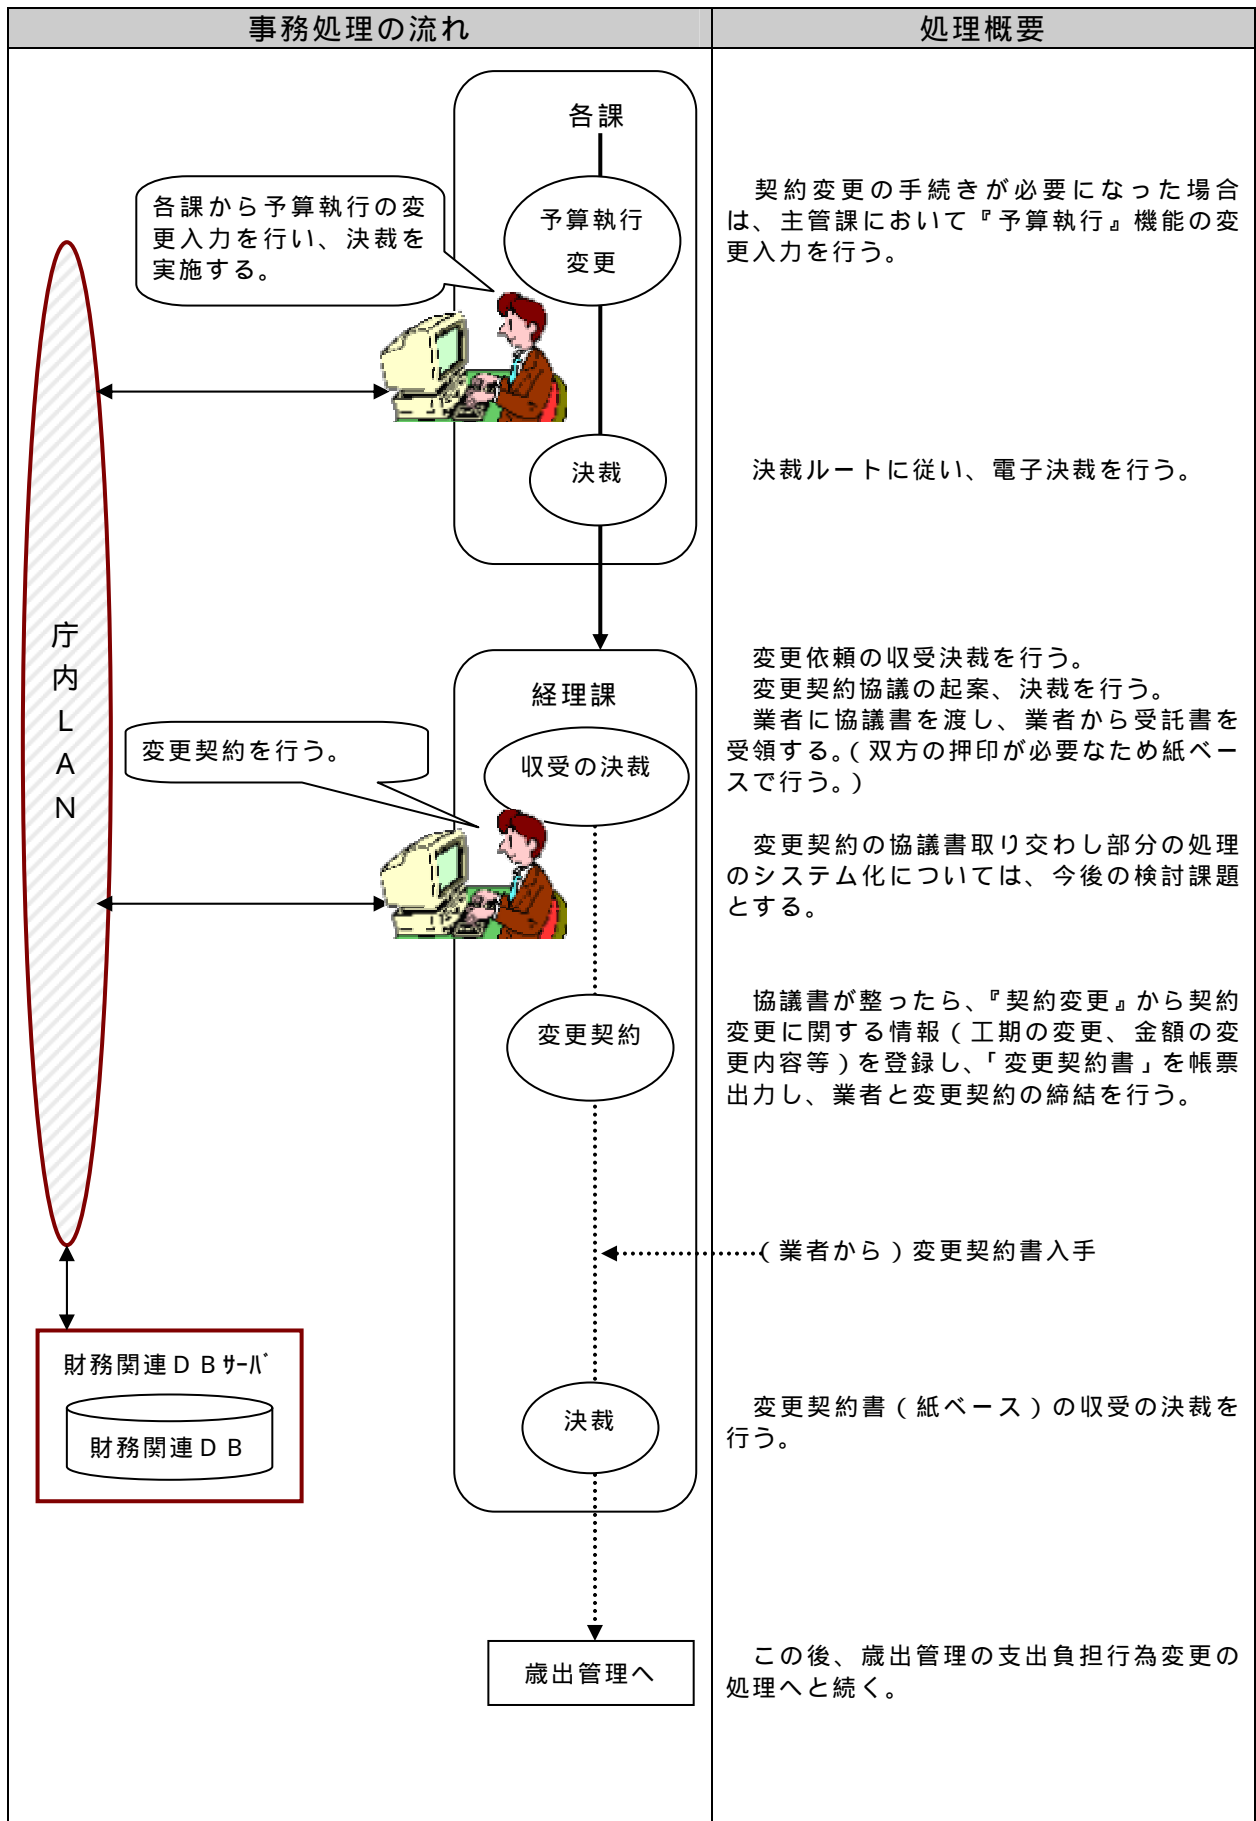 事務処理の流れ
処理概要
各課
各課から予算執行の変
更入力を行い、決裁を
実施する。
予算執行
変更
契約変更の手続きが必要になった場合
は、主管課において『予算執行』機能の変
更入力を行う。
決裁
決裁ルートに従い、電子決裁を行う。
庁
内
L
A
N
経理課
変更契約を行う。
収受の決裁
変更依頼の収受決裁を行う。
変更契約協議の起案、決裁を行う。
業者に協議書を渡し、業者から受託書を
受領する。(双方の押印が必要なため紙ベー
スで行う。)
変更契約の協議書取り交わし部分の処理
のシステム化については、今後の検討課題
とする。
変更契約
協議書が整ったら、『契約変更』から契約
変更に関する情報(工期の変更、金額の変
更内容等)を登録し、「変更契約書」を帳票
出力し、業者と変更契約の締結を行う。
(業者から)変更契約書入手
財務関連DBサーバ
財務関連DB
決裁
変更契約書(紙ベース)の収受の決裁を
行う。
歳出管理へ
この後、歳出管理の支出負担行為変更の
処理へと続く。